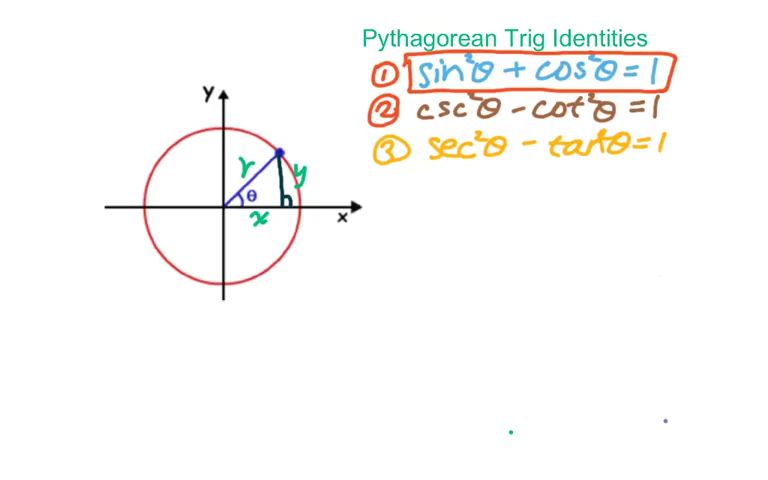 Pythagorean Trig Identities
① sin²θ + cos²θ = 1
② csc²θ - cot²θ = 1
③ sec²θ - tan²θ = 1
y
r
y
θ
x
x